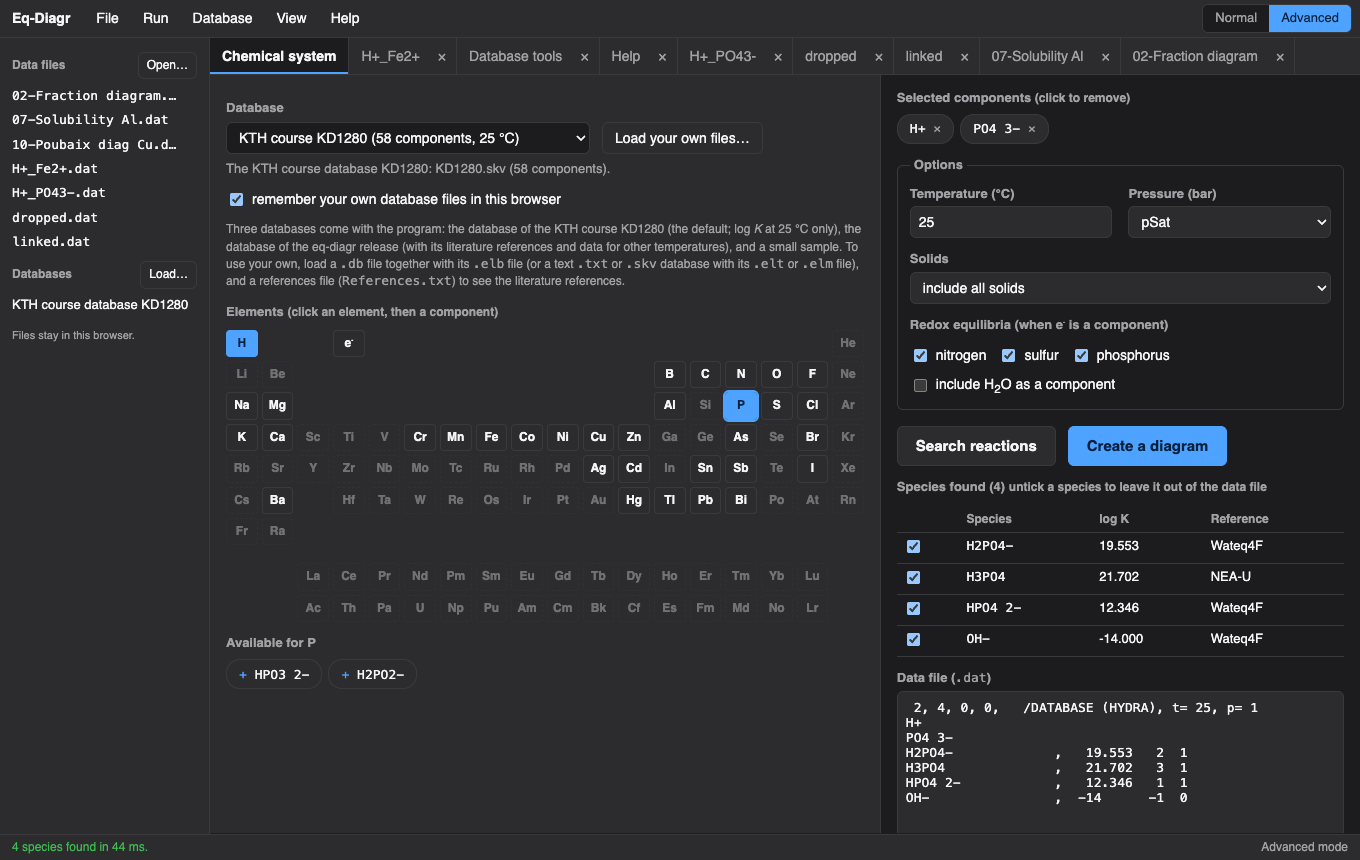 Eq-Diagr File Run Database View Help Normal Advanced
Data files Open...
02-Fraction diagram.…
07-Solubility Al.dat
10-Poubaix diag Cu.d…
H+_Fe2+.dat
H+_PO43-.dat
dropped.dat
linked.dat
Databases Load...
KTH course database KD1280
Files stay in this browser.
Chemical system H+_Fe2+ × Database tools × Help × H+_PO43- × dropped × linked × 07-Solubility Al × 02-Fraction diagram ×
Database
KTH course KD1280 (58 components, 25 °C) Load your own files…
The KTH course database KD1280: KD1280.skv (58 components).
remember your own database files in this browser
Three databases come with the program: the database of the KTH course KD1280 (the default; log K at 25 °C only), the
database of the eq-diagr release (with its literature references and data for other temperatures), and a small sample. To
use your own, load a .db file together with its .elb file (or a text .txt or .skv database with its .elt or .elm file),
and a references file (References.txt) to see the literature references.
Elements (click an element, then a component)
H e- He
Li Be B C N O F Ne
Na Mg Al Si P S Cl Ar
K Ca Sc Ti V Cr Mn Fe Co Ni Cu Zn Ga Ge As Se Br Kr
Rb Sr Y Zr Nb Mo Tc Ru Rh Pd Ag Cd In Sn Sb Te I Xe
Cs Ba Hf Ta W Re Os Ir Pt Au Hg Tl Pb Bi Po At Rn
Fr Ra
La Ce Pr Nd Pm Sm Eu Gd Tb Dy Ho Er Tm Yb Lu
Ac Th Pa U Np Pu Am Cm Bk Cf Es Fm Md No Lr
Available for P
+ HPO3 2- + H2PO2-
Selected components (click to remove)
H+ × PO4 3- ×
Options
Temperature (°C) Pressure (bar)
25 pSat
Solids
include all solids
Redox equilibria (when e- is a component)
nitrogen sulfur phosphorus
include H2O as a component
Search reactions Create a diagram
Species found (4) untick a species to leave it out of the data file
Species log K Reference
H2PO4- 19.553 Wateq4F
H3PO4 21.702 NEA-U
HPO4 2- 12.346 Wateq4F
OH- -14.000 Wateq4F
Data file (.dat)
2, 4, 0, 0, /DATABASE (HYDRA), t= 25, p= 1
H+
PO4 3-
H2PO4- , 19.553 2 1
H3PO4 , 21.702 3 1
HPO4 2- , 12.346 1 1
OH- , -14 -1 0
4 species found in 44 ms. Advanced mode